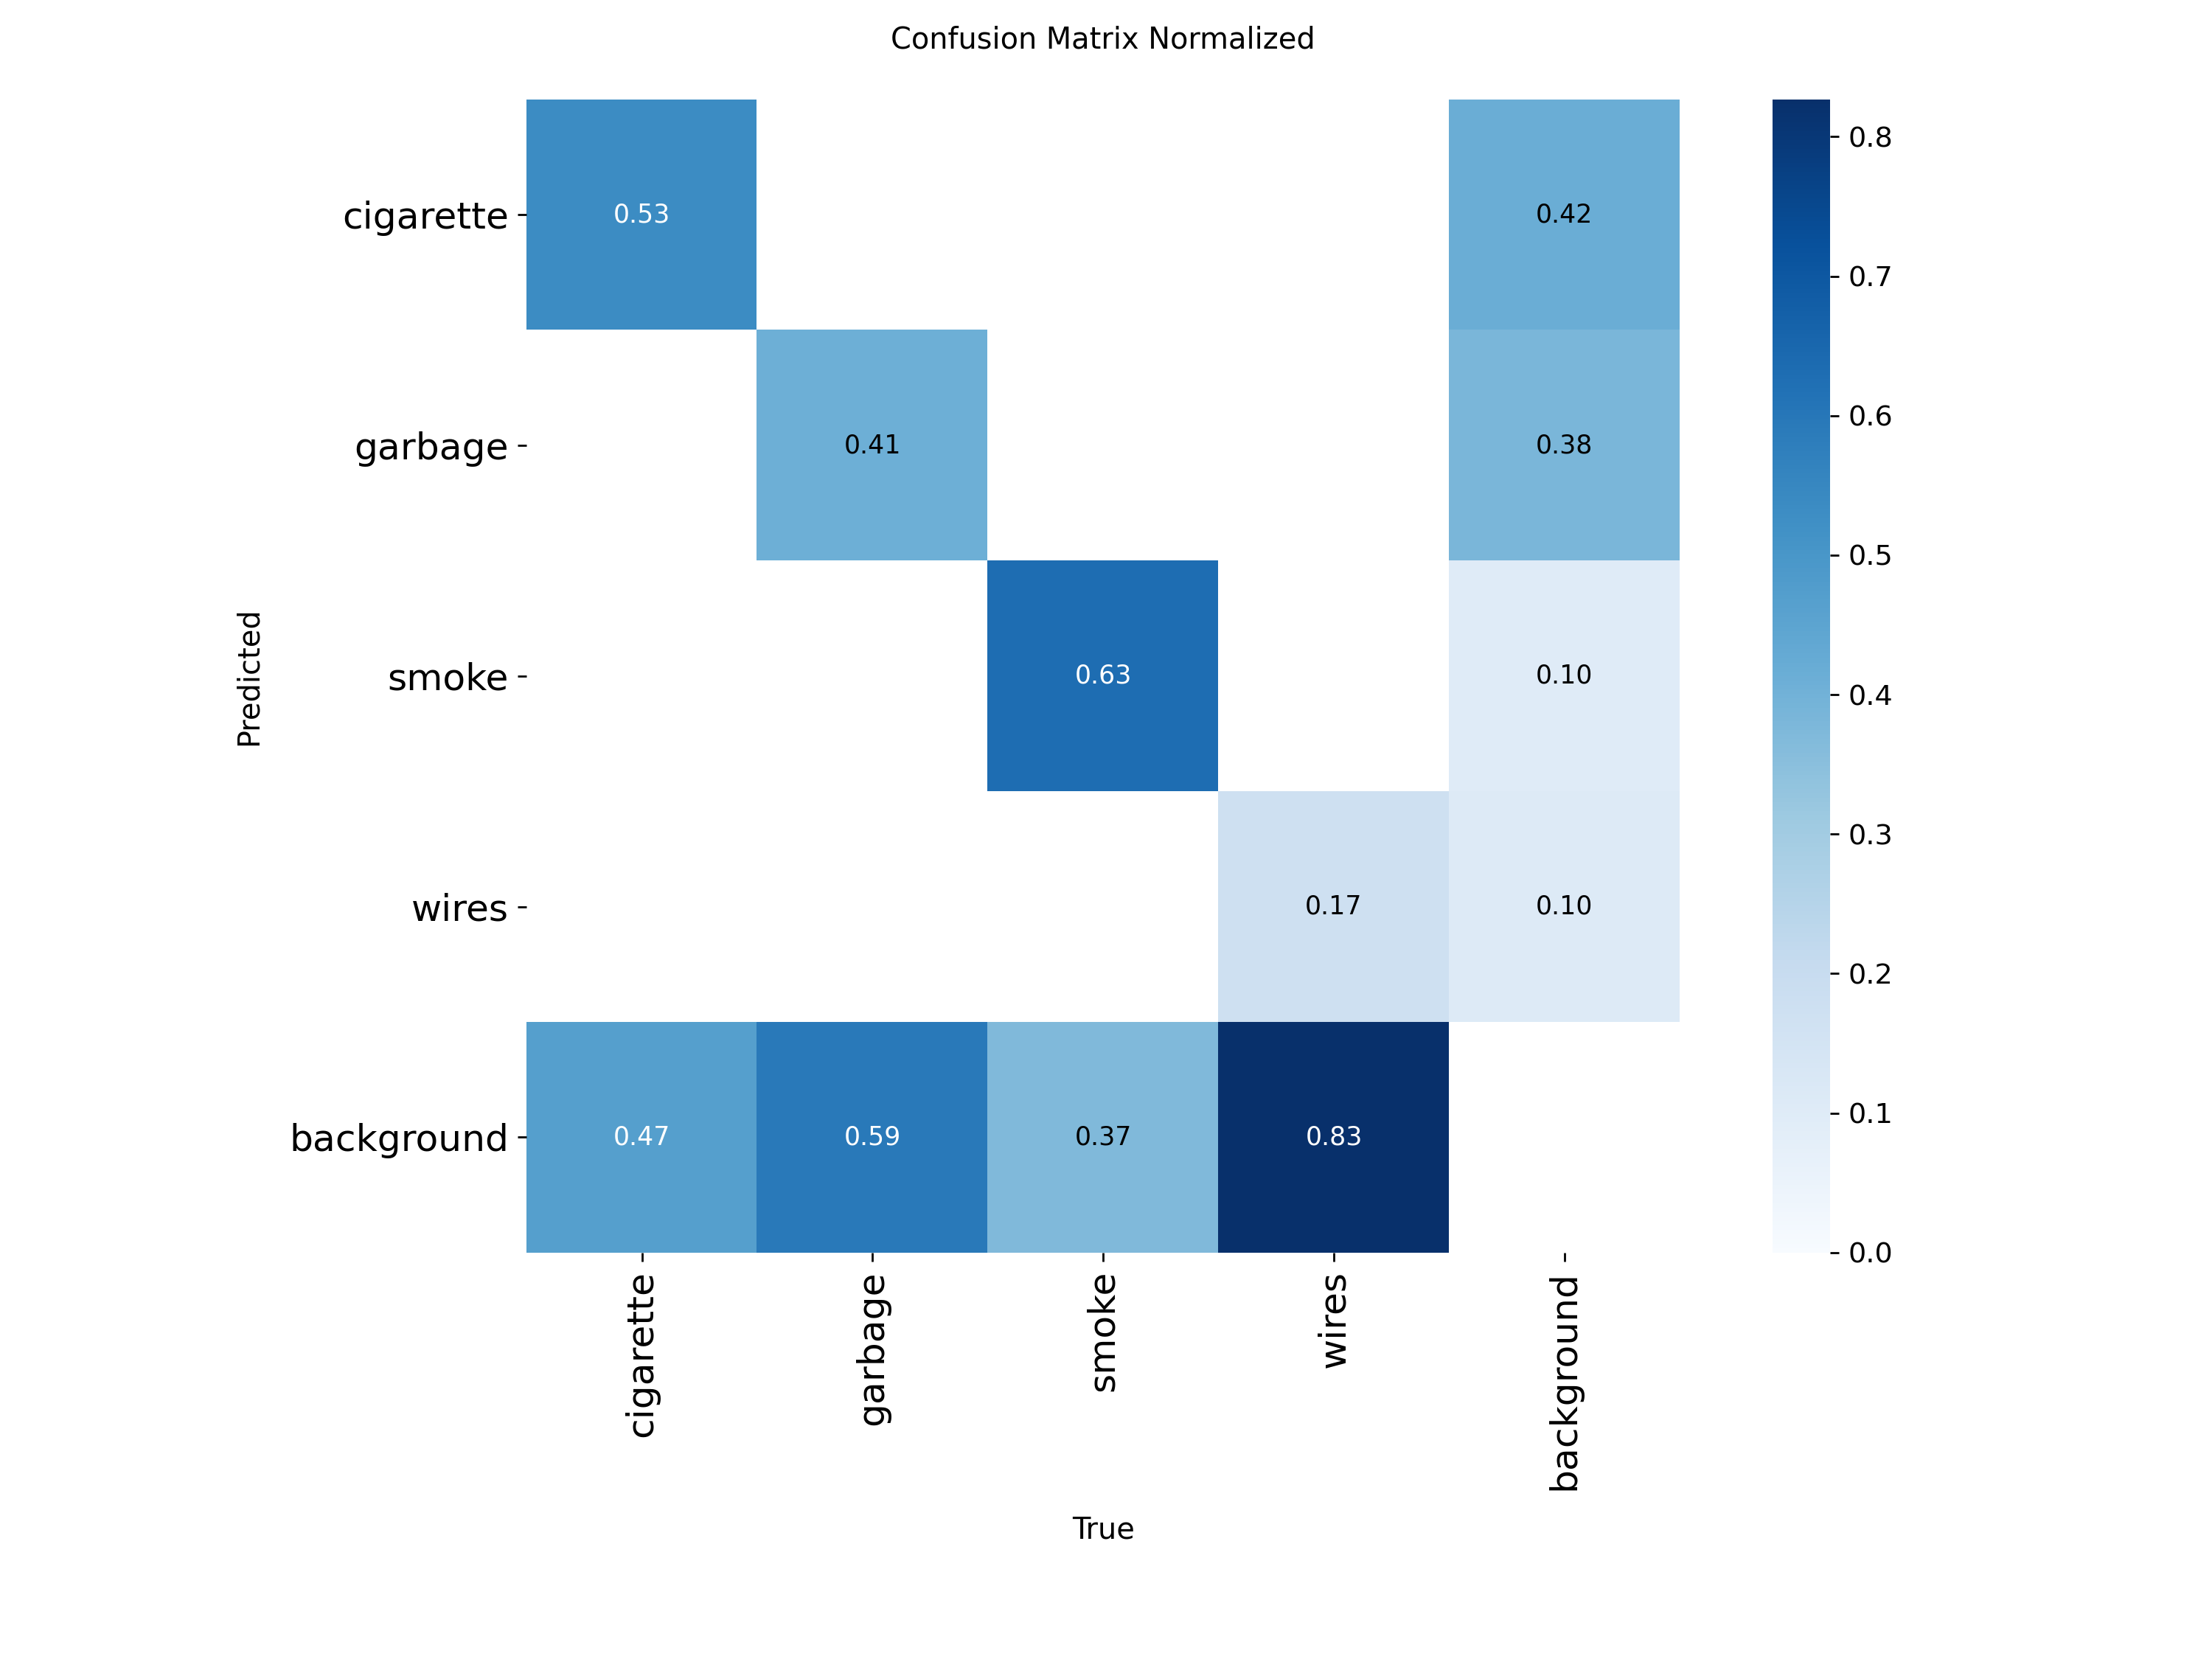 Confusion Matrix Normalized
cigarette
0.53
0.42
garbage
0.41
0.38
smoke
0.63
0.10
wires
0.17
0.10
background
0.47
0.59
0.37
0.83
Predicted
cigarette
garbage
smoke
wires
background
True
0.8
0.7
0.6
0.5
0.4
0.3
0.2
0.1
0.0